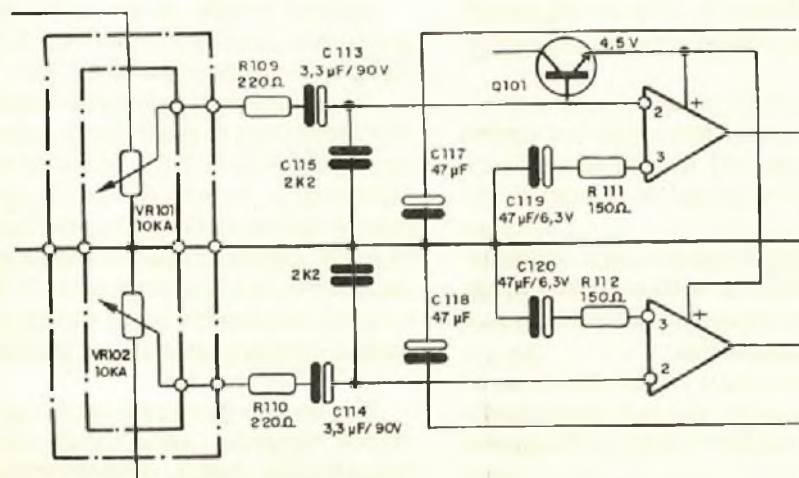 R109
220Ω
C113
3,3µF/90V
4,5V
Q101
+
2
3
C115
2K2
C117
47µF
C119
47µF/6,3V
R111
150Ω
VR101
10KA
2K2
C118
47µF
C120
47µF/6,3V
R112
150Ω
+
3
2
VR102
10KA
R110
220Ω
C114
3,3µF/90V